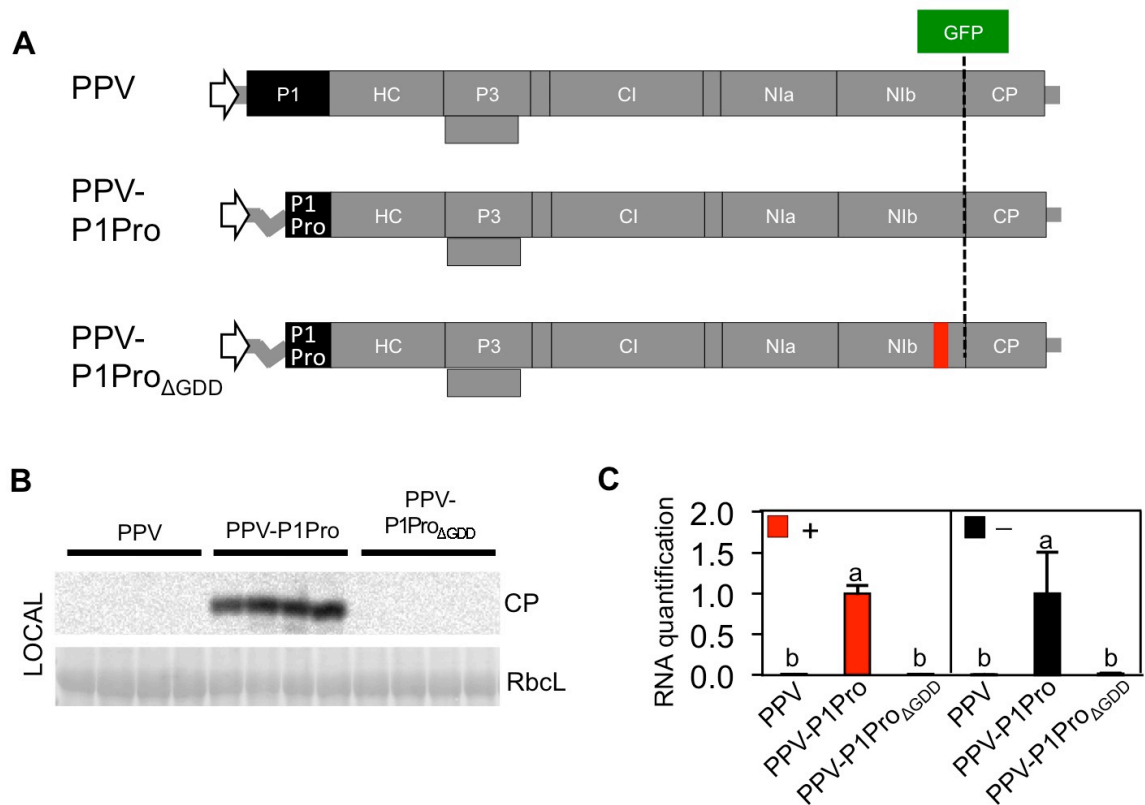 A
GFP
PPV
P1 HC P3 CI NIa NIb CP
PPV-
P1Pro
P1
Pro
HC P3 CI NIa NIb CP
PPV-
P1ProΔGDD
P1
Pro
HC P3 CI NIa NIb CP
B
PPV
PPV-P1Pro
PPV-
P1ProΔGDD
LOCAL
CP
RbcL
C
RNA quantification
2.0
1.5
1.0
0.5
0.0
+
–
b a b b a b
PPV
PPV-P1Pro
PPV-P1ProΔGDD
PPV
PPV-P1Pro
PPV-P1ProΔGDD